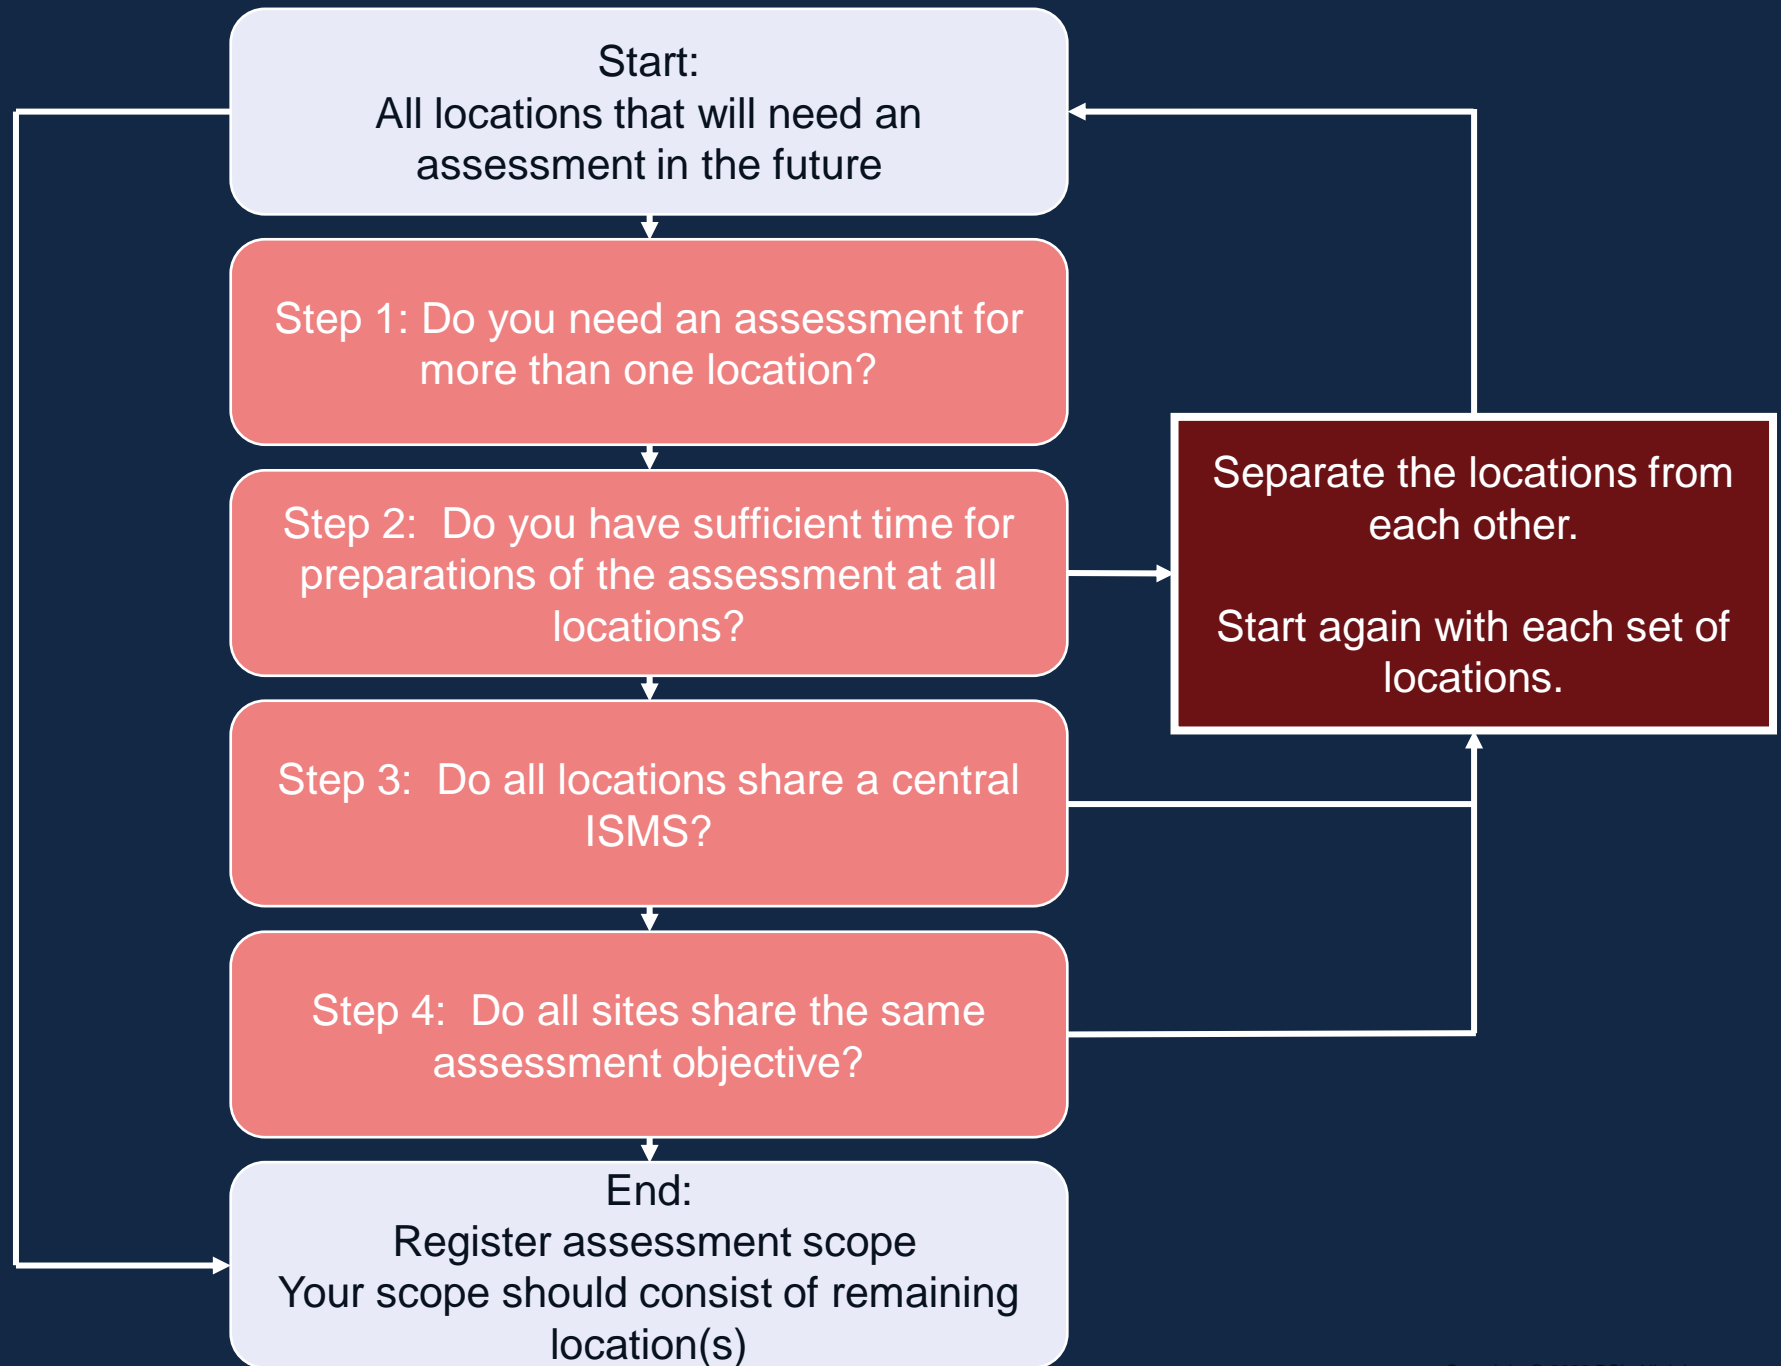 Start:
All locations that will need an
assessment in the future
Step 1: Do you need an assessment for
more than one location?
Step 2:  Do you have sufficient time for
preparations of the assessment at all
locations?
Separate the locations from
each other.
Start again with each set of
locations.
Step 3:  Do all locations share a central
ISMS?
Step 4:  Do all sites share the same
assessment objective?
End:
Register assessment scope
Your scope should consist of remaining
location(s)